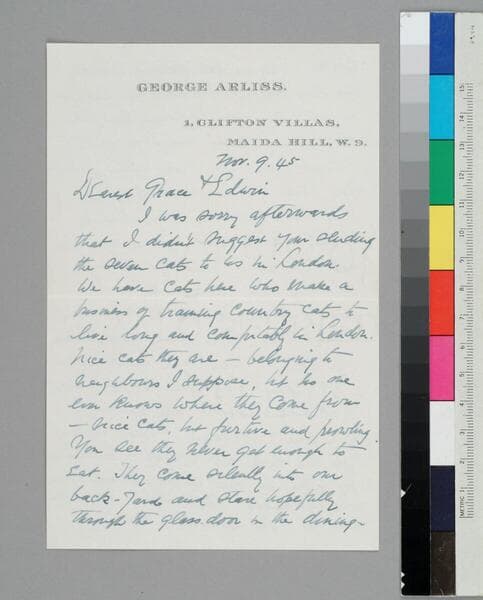 GEORGE ARLISS.
1, CLIFTON VILLAS,
MAIDA HILL, W. 9.
Nov. 9. 45
Dearest Grace & Edwin
I was sorry afterwards
that I didn't suggest your sending
the seven cats to us in London.
We have cats here who make a
business of training country cats to
live long and comfortably in London.
Nice cats they are – belonging to
neighbours I suppose, but no one
ever knows where they come from
– nice cats, but furtive and prowling.
You see they never get enough to
eat. They come silently into our
back-yard and stare hopefully
through the glass door in the dining-